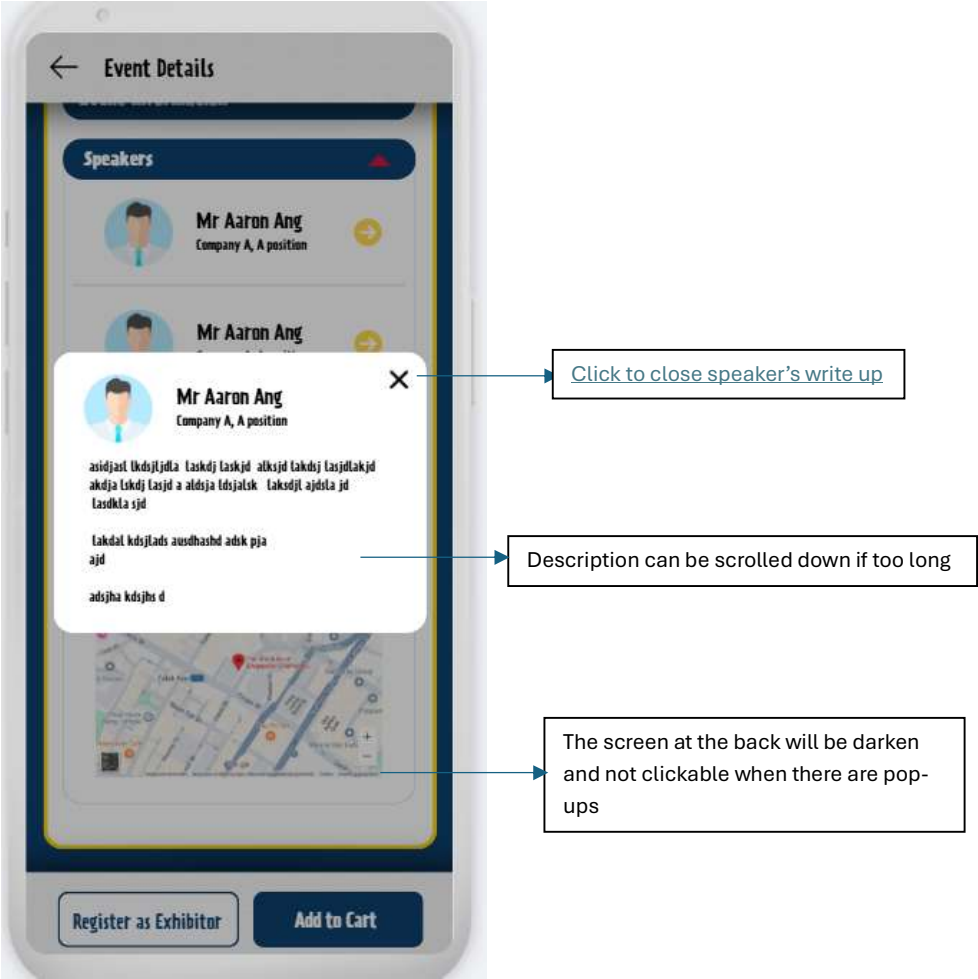 Event Details
Speakers
Mr Aaron Ang
Company A, A position
Mr Aaron Ang
Mr Aaron Ang
Company A, A position
asidjasl lkdsjljdla laskdj laskjd alksjd lakdsj lasjdlakjd
akdja lskdj lasjd a aldsja ldsjalsk laksdjl ajdsla jd
lasdkla sjd
lakdal kdsjlads ausdhashd adsk pja
ajd
adsjha kdsjhs d
Click to close speaker's write up
Description can be scrolled down if too long
The screen at the back will be darken
and not clickable when there are pop-
ups
Register as Exhibitor
Add to Cart